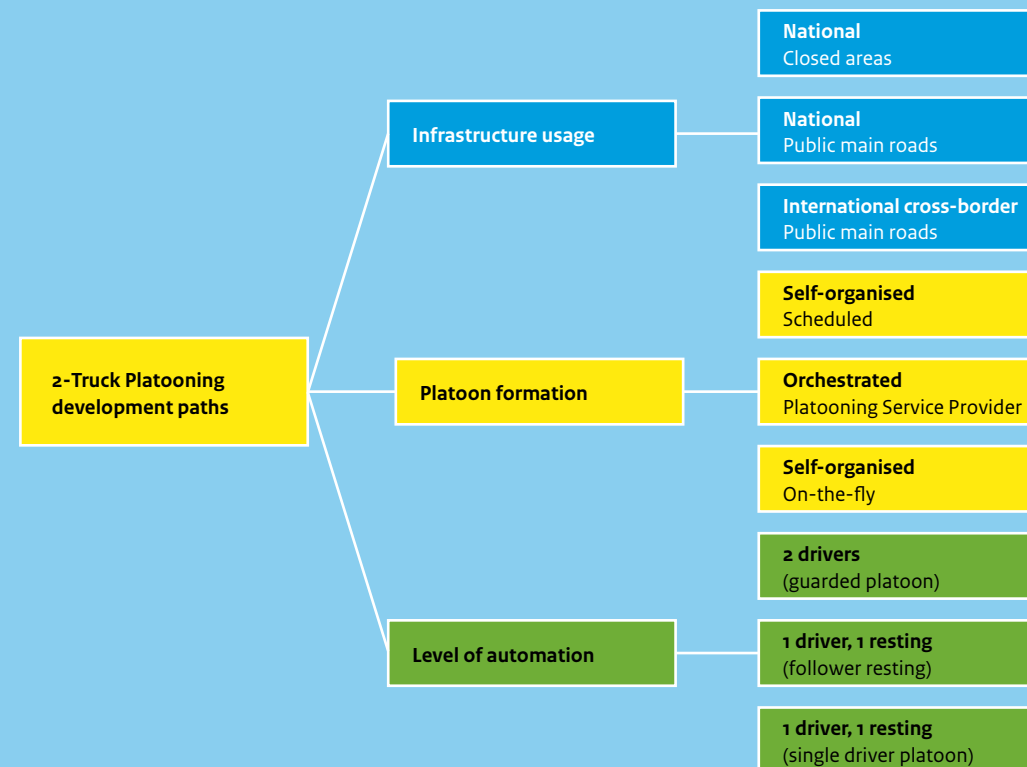 National
Closed areas
Infrastructure usage
National
Public main roads
International cross-border
Public main roads
Self-organised
Scheduled
2-Truck Platooning
development paths
Platoon formation
Orchestrated
Platooning Service Provider
Self-organised
On-the-fly
2 drivers
(guarded platoon)
Level of automation
1 driver, 1 resting
(follower resting)
1 driver, 1 resting
(single driver platoon)